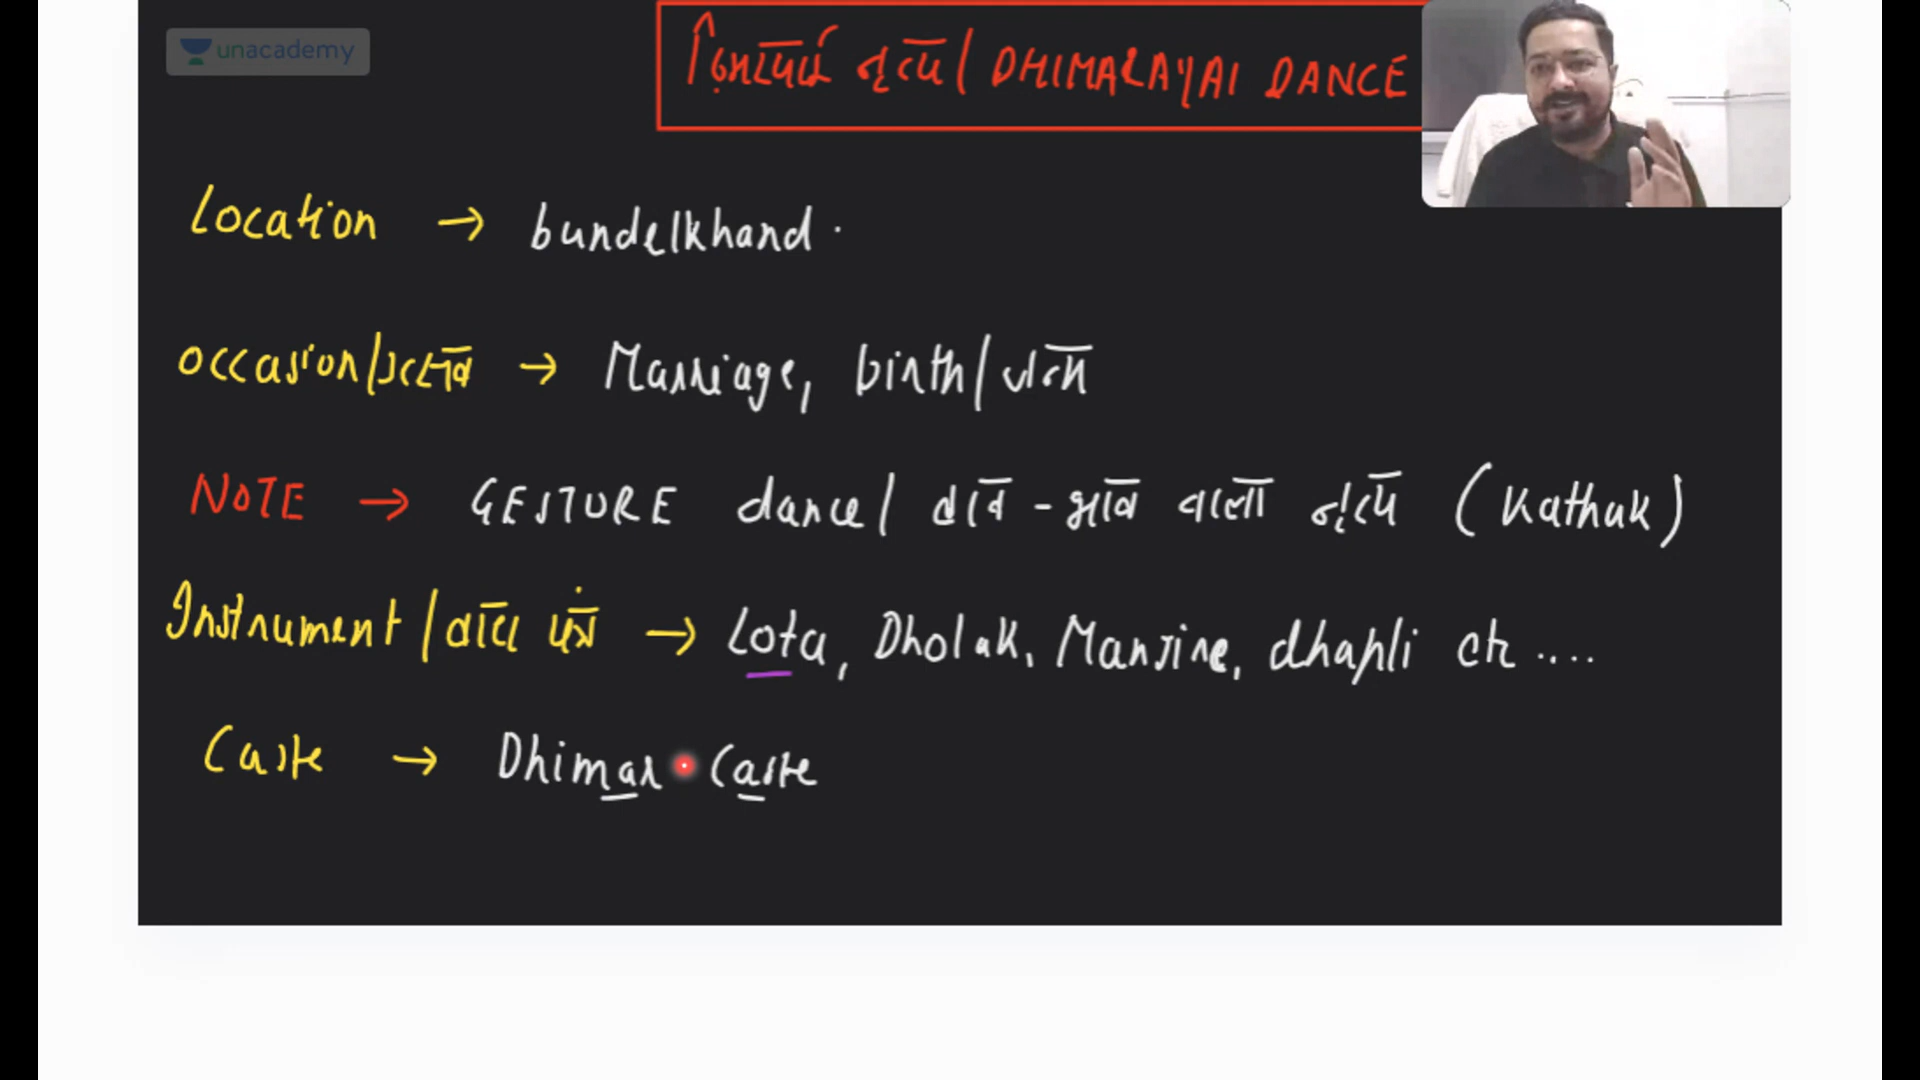 unacademy
ढिमरयाई नृत्य / DHIMARAYAI DANCE
Location → bundelkhand .
Occasion/उत्सव → Marriage, birth/जन्म
NOTE → GESTURE dance/ हाव - भाव वाला नृत्य (Kathak)
Instrument/वाद्य यंत्र → Lota, Dholak, Manjire, dhapli etc ....
Caste → Dhimar Caste